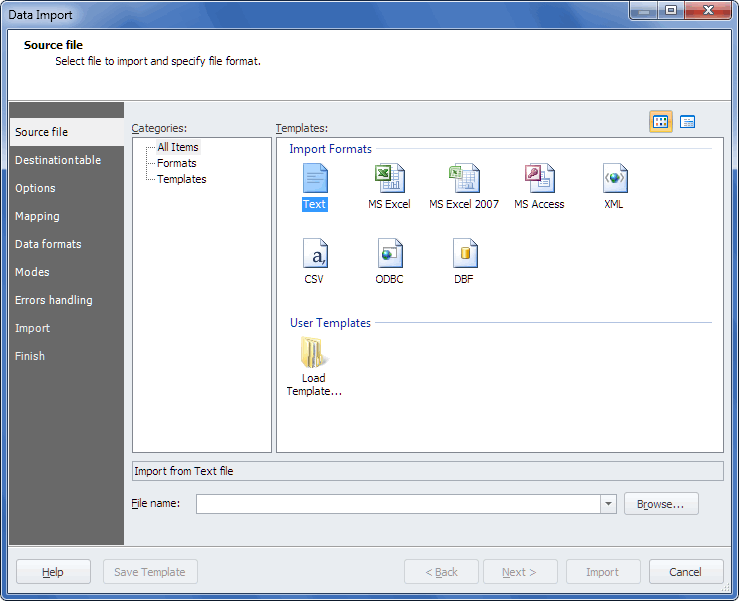 Data Import
Source file
Select file to import and specify file format.
Source file
Destinationtable
Options
Mapping
Data formats
Modes
Errors handling
Import
Finish
Categories:
All Items
Formats
Templates
Templates:
Import Formats
Text
MS Excel
MS Excel 2007
MS Access
XML
CSV
ODBC
DBF
User Templates
Load
Template...
Import from Text file
File name:
Browse...
Help
Save Template
< Back
Next >
Import
Cancel